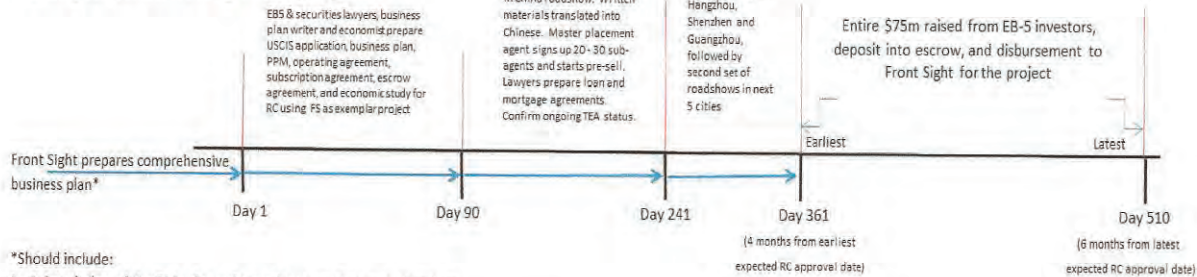 EB5 & securities lawyers, business
plan writer and economist prepare
USCIS application, business plan,
PPM, operating agreement,
subscription agreement, escrow
agreement, and economic study for
RC using FS as exemplar project
materials translated into
Chinese. Master placement
agent signs up 20-30 sub-
agents and starts pre-sell.
Lawyers prepare loan and
mortgage agreements.
Confirm ongoing TEA status.
Hangzhou,
Shenzhen and
Guangzhou,
followed by
second set of
roadshows in next
5 cities
Entire $75m raised from EB-5 investors,
deposit into escrow, and disbursement to
Front Sight for the project
Earliest
Latest
Front Sight prepares comprehensive
business plan*
Day 1
Day 90
Day 241
Day 361
(4 months from earliest
expected RC approval date)
Day 510
(6 months from latest
expected RC approval date)
*Should include: